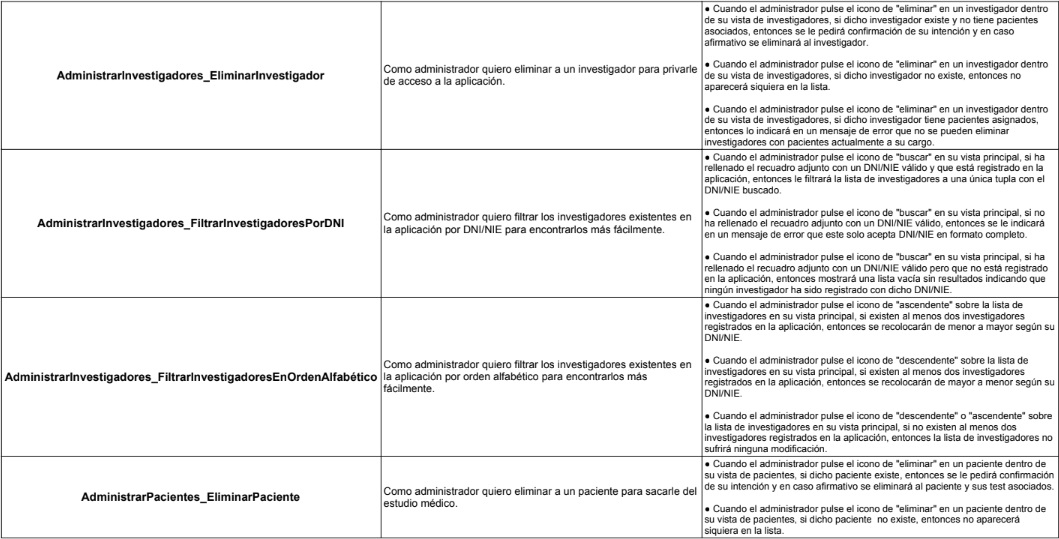 AdministrarInvestigadores_EliminarInvestigador
Como administrador quiero eliminar a un investigador para privarle
de acceso a la aplicación.
● Cuando el administrador pulse el icono de "eliminar" en un investigador dentro
de su vista de investigadores, si dicho investigador existe y no tiene pacientes
asociados, entonces se le pedirá confirmación de su intención y en caso
afirmativo se eliminará al investigador.
● Cuando el administrador pulse el icono de "eliminar" en un investigador dentro
de su vista de investigadores, si dicho investigador no existe, entonces no
aparecerá siquiera en la lista.
● Cuando el administrador pulse el icono de "eliminar" en un investigador dentro
de su vista de investigadores, si dicho investigador tiene pacientes asignados,
entonces lo indicará en un mensaje de error que no se pueden eliminar
investigadores con pacientes actualmente a su cargo.
AdministrarInvestigadores_FiltrarInvestigadoresPorDNI
Como administrador quiero filtrar los investigadores existentes en
la aplicación por DNI/NIE para encontrarlos más fácilmente.
● Cuando el administrador pulse el icono de "buscar" en su vista principal, si ha
rellenado el recuadro adjunto con un DNI/NIE válido y que está registrado en la
aplicación, entonces le filtrará la lista de investigadores a una única tupla con el
DNI/NIE buscado.
● Cuando el administrador pulse el icono de "buscar" en su vista principal, si no
ha rellenado el recuadro adjunto con un DNI/NIE válido, entonces se le indicará
en un mensaje de error que este solo acepta DNI/NIE en formato completo.
● Cuando el administrador pulse el icono de "buscar" en su vista principal, si ha
rellenado el recuadro adjunto con un DNI/NIE válido pero que no está registrado
en la aplicación, entonces mostrará una lista vacía sin resultados indicando que
ningún investigador ha sido registrado con dicho DNI/NIE.
AdministrarInvestigadores_FiltrarInvestigadoresEnOrdenAlfabético
Como administrador quiero filtrar los investigadores existentes en
la aplicación por orden alfabético para encontrarlos más
fácilmente.
● Cuando el administrador pulse el icono de "ascendente" sobre la lista de
investigadores en su vista principal, si existen al menos dos investigadores
registrados en la aplicación, entonces se recolocarán de menor a mayor según su
DNI/NIE.
● Cuando el administrador pulse el icono de "descendente" sobre la lista de
investigadores en su vista principal, si existen al menos dos investigadores
registrados en la aplicación, entonces se recolocarán de mayor a menor según su
DNI/NIE.
● Cuando el administrador pulse el icono de "descendente" o "ascendente" sobre
la lista de investigadores en su vista principal, si no existen al menos dos
investigadores registrados en la aplicación, entonces la lista de investigadores no
sufrirá ninguna modificación.
AdministrarPacientes_EliminarPaciente
Como administrador quiero eliminar a un paciente para sacarle del
estudio médico.
● Cuando el administrador pulse el icono de "eliminar" en un paciente dentro de
su vista de pacientes, si dicho paciente existe, entonces se le pedirá confirmación
de su intención y en caso afirmativo se eliminará al paciente y sus test asociados.
● Cuando el administrador pulse el icono de "eliminar" en un paciente dentro de
su vista de pacientes, si dicho paciente no existe, entonces no aparecerá
siquiera en la lista.